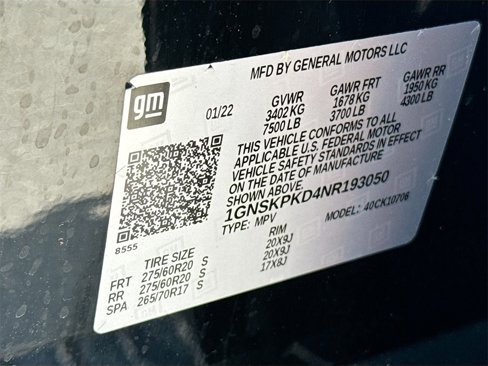 MFD BY GENERAL MOTORS LLC
gm
01/22
GVWR GAWR FRT GAWR RR
3402 KG 1678 KG 1950 KG
7500 LB 3700 LB 4300 LB
THIS VEHICLE CONFORMS TO ALL
APPLICABLE U.S. FEDERAL MOTOR
VEHICLE SAFETY STANDARDS IN EFFECT
ON THE DATE OF MANUFACTURE
SHOWN ABOVE.
1GNSKPKD4NR193050
TYPE: MPV MODEL: 40CK10706
8555
TIRE SIZE RIM
FRT 275/60R20 S 20X9J
RR 275/60R20 S 20X9J
SPA 265/70R17 S 17X8J